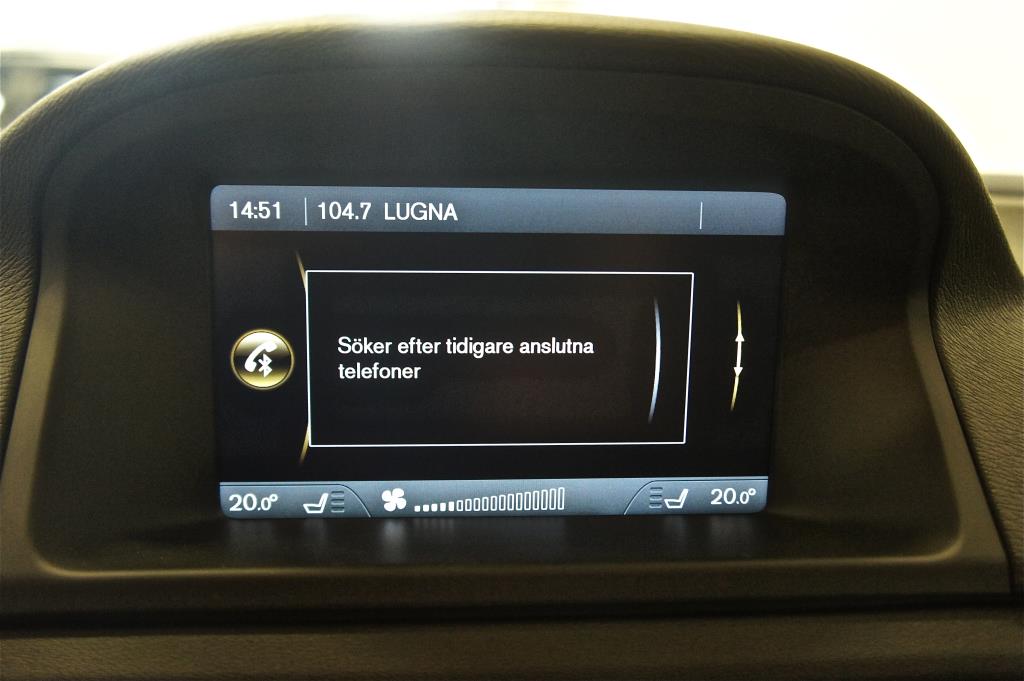 14:51 104.7 LUGNA
Söker efter tidigare anslutna
telefoner
20.0° 20.0°